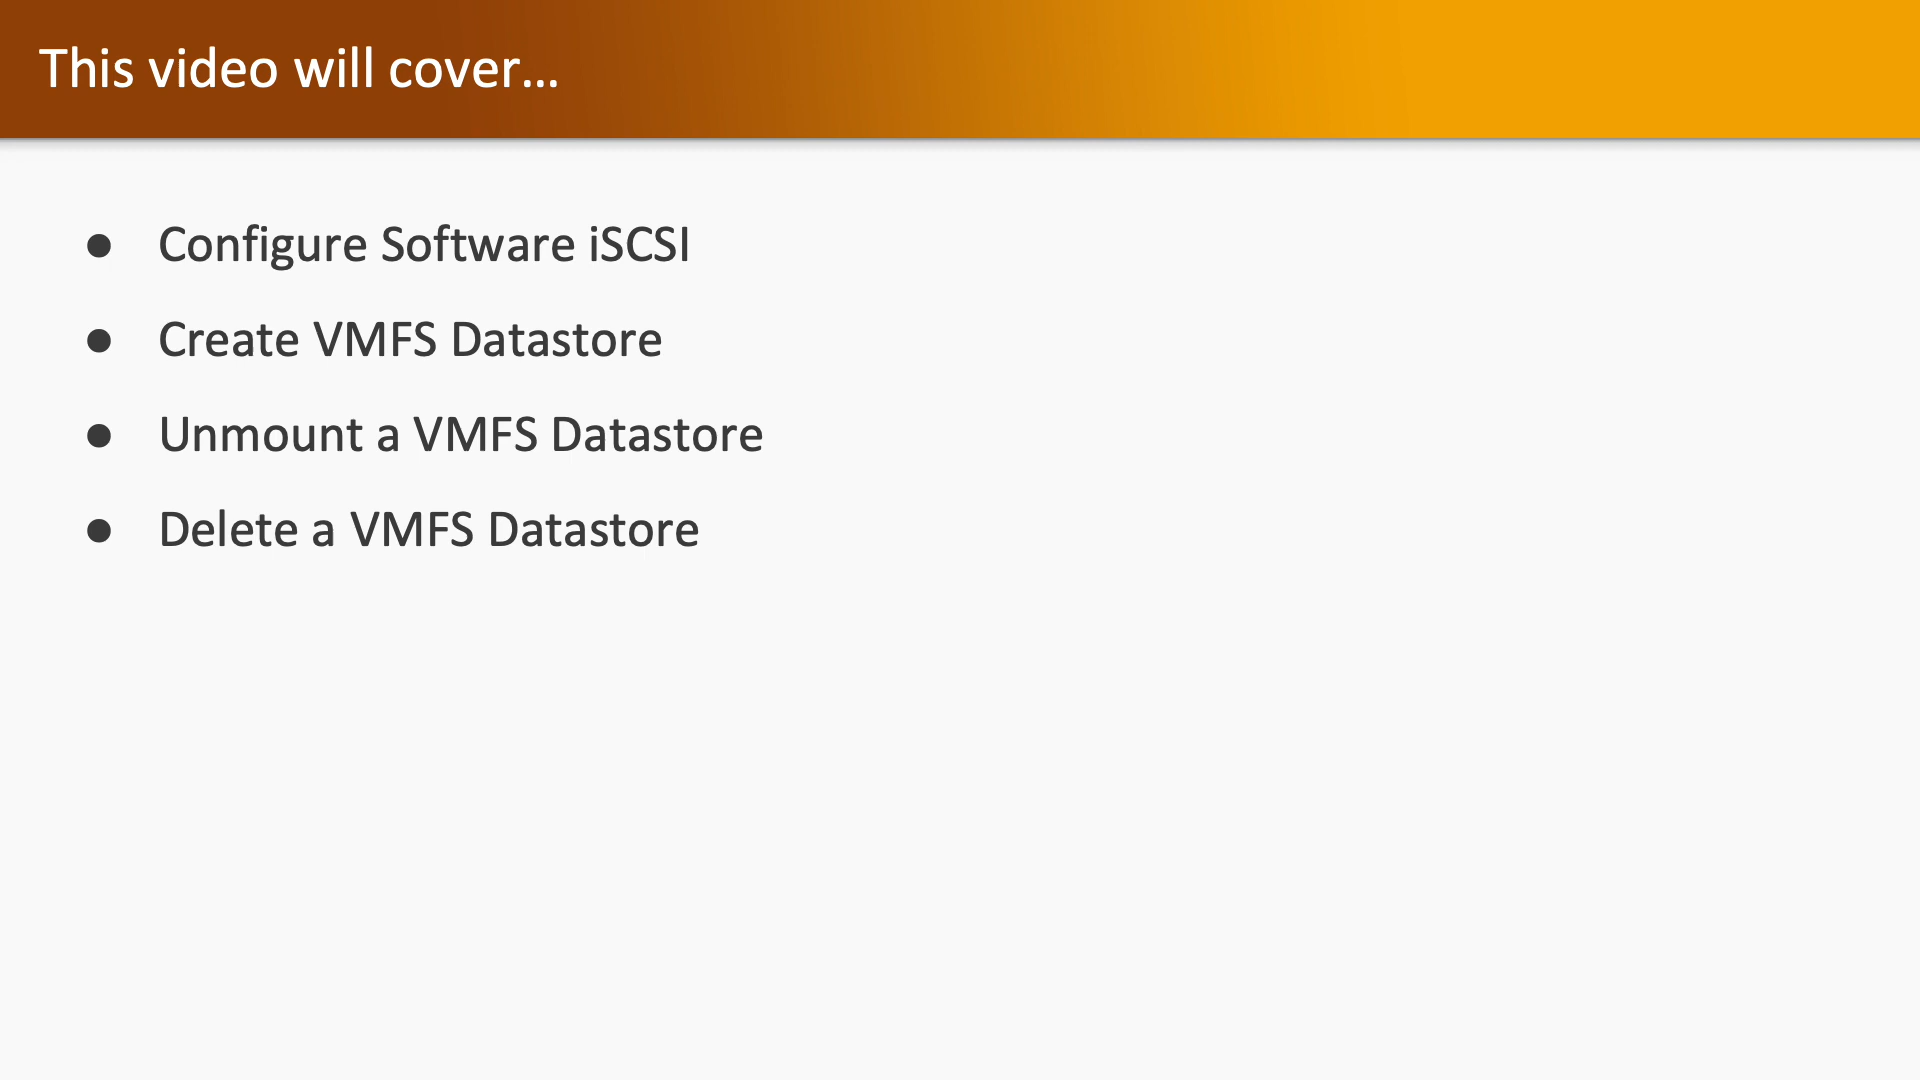 This video will cover...
● Configure Software iSCSI
● Create VMFS Datastore
● Unmount a VMFS Datastore
● Delete a VMFS Datastore